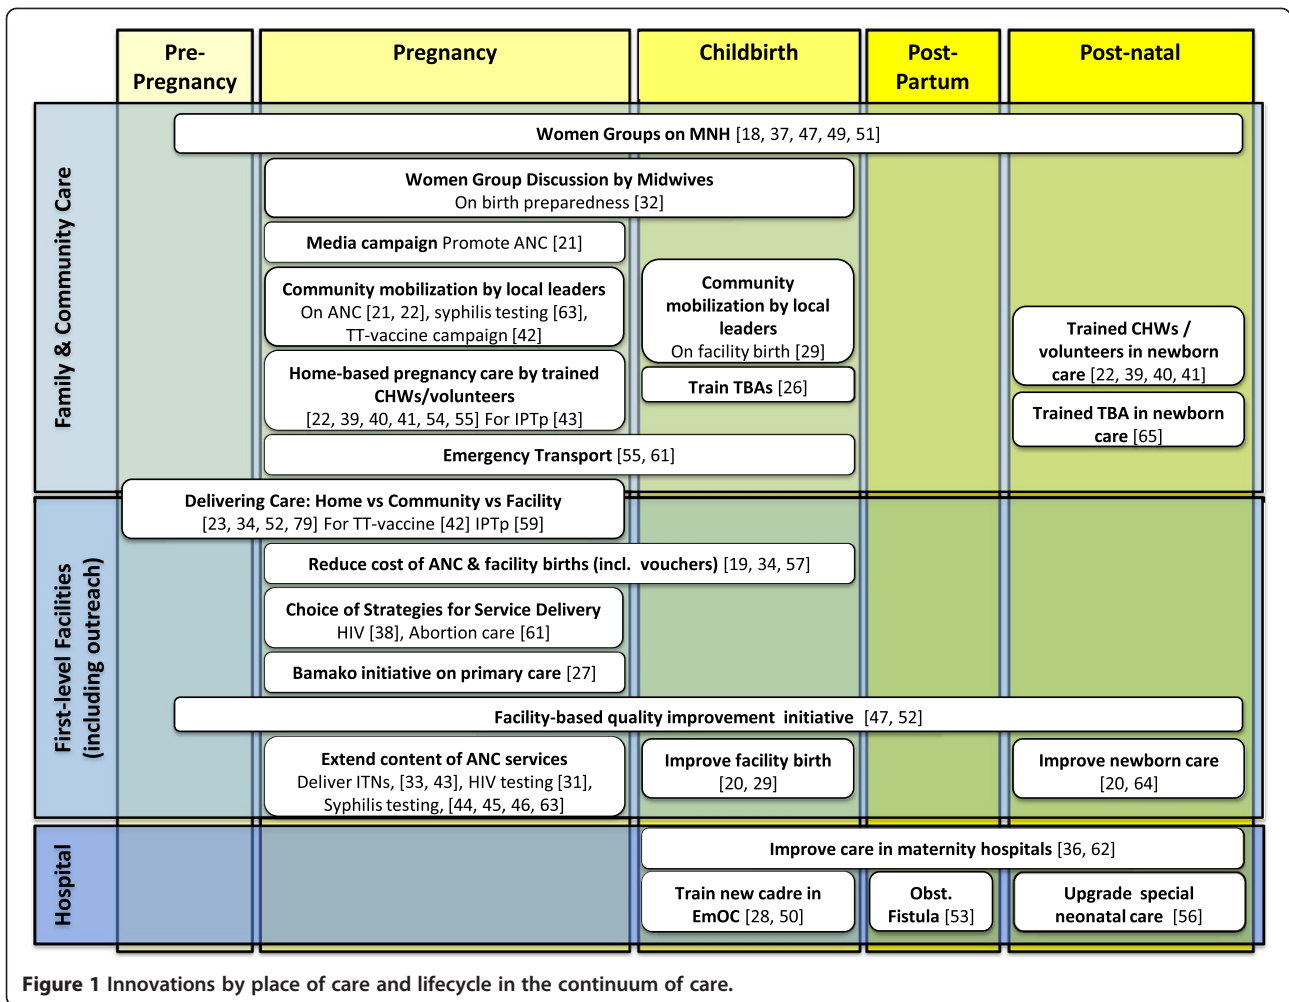 Pre-
Pregnancy
Pregnancy
Childbirth
Post-
Partum
Post-natal
Family & Community Care
Women Groups on MNH [18, 37, 47, 49, 51]
Women Group Discussion by Midwives
On birth preparedness [32]
Media campaign Promote ANC [21]
Community mobilization by local leaders
On ANC [21, 22], syphilis testing [63],
TT-vaccine campaign [42]
Community
mobilization by local
leaders
On facility birth [29]
Trained CHWs /
volunteers in newborn
care [22, 39, 40, 41]
Home-based pregnancy care by trained
CHWs/volunteers
[22, 39, 40, 41, 54, 55] For IPTp [43]
Train TBAs [26]
Trained TBA in newborn
care [65]
Emergency Transport [55, 61]
First-level Facilities
(including outreach)
Delivering Care: Home vs Community vs Facility
[23, 34, 52, 79] For TT-vaccine [42] IPTp [59]
Reduce cost of ANC & facility births (incl. vouchers) [19, 34, 57]
Choice of Strategies for Service Delivery
HIV [38], Abortion care [61]
Bamako initiative on primary care [27]
Facility-based quality improvement initiative [47, 52]
Extend content of ANC services
Deliver ITNs, [33, 43], HIV testing [31],
Syphilis testing, [44, 45, 46, 63]
Improve facility birth
[20, 29]
Improve newborn care
[20, 64]
Hospital
Improve care in maternity hospitals [36, 62]
Train new cadre in
EmOC [28, 50]
Obst.
Fistula [53]
Upgrade special
neonatal care [56]
Figure 1 Innovations by place of care and lifecycle in the continuum of care.